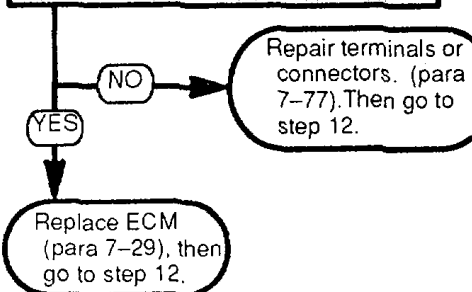 NO
Repair terminals or
connectors. (para
7–77).Then go to
step 12.
YES
Replace ECM
(para 7–29), then
go to step 12.